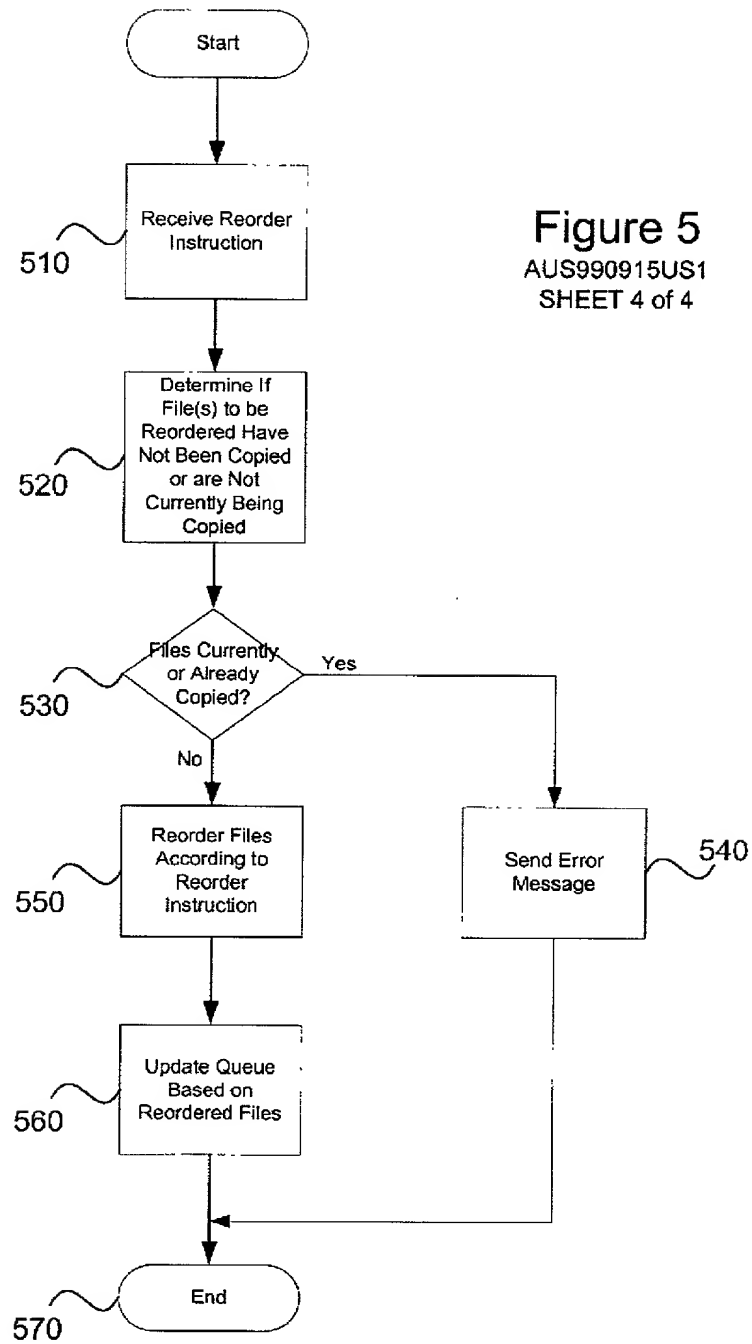 Start
510
Receive Reorder
Instruction
Figure 5
AUS990915US1
SHEET 4 of 4
520
Determine If
File(s) to be
Reordered Have
Not Been Copied
or are Not
Currently Being
Copied
530
Files Currently
or Already
Copied?
Yes
No
550
Reorder Files
According to
Reorder
Instruction
Send Error
Message
540
560
Update Queue
Based on
Reordered Files
570
End